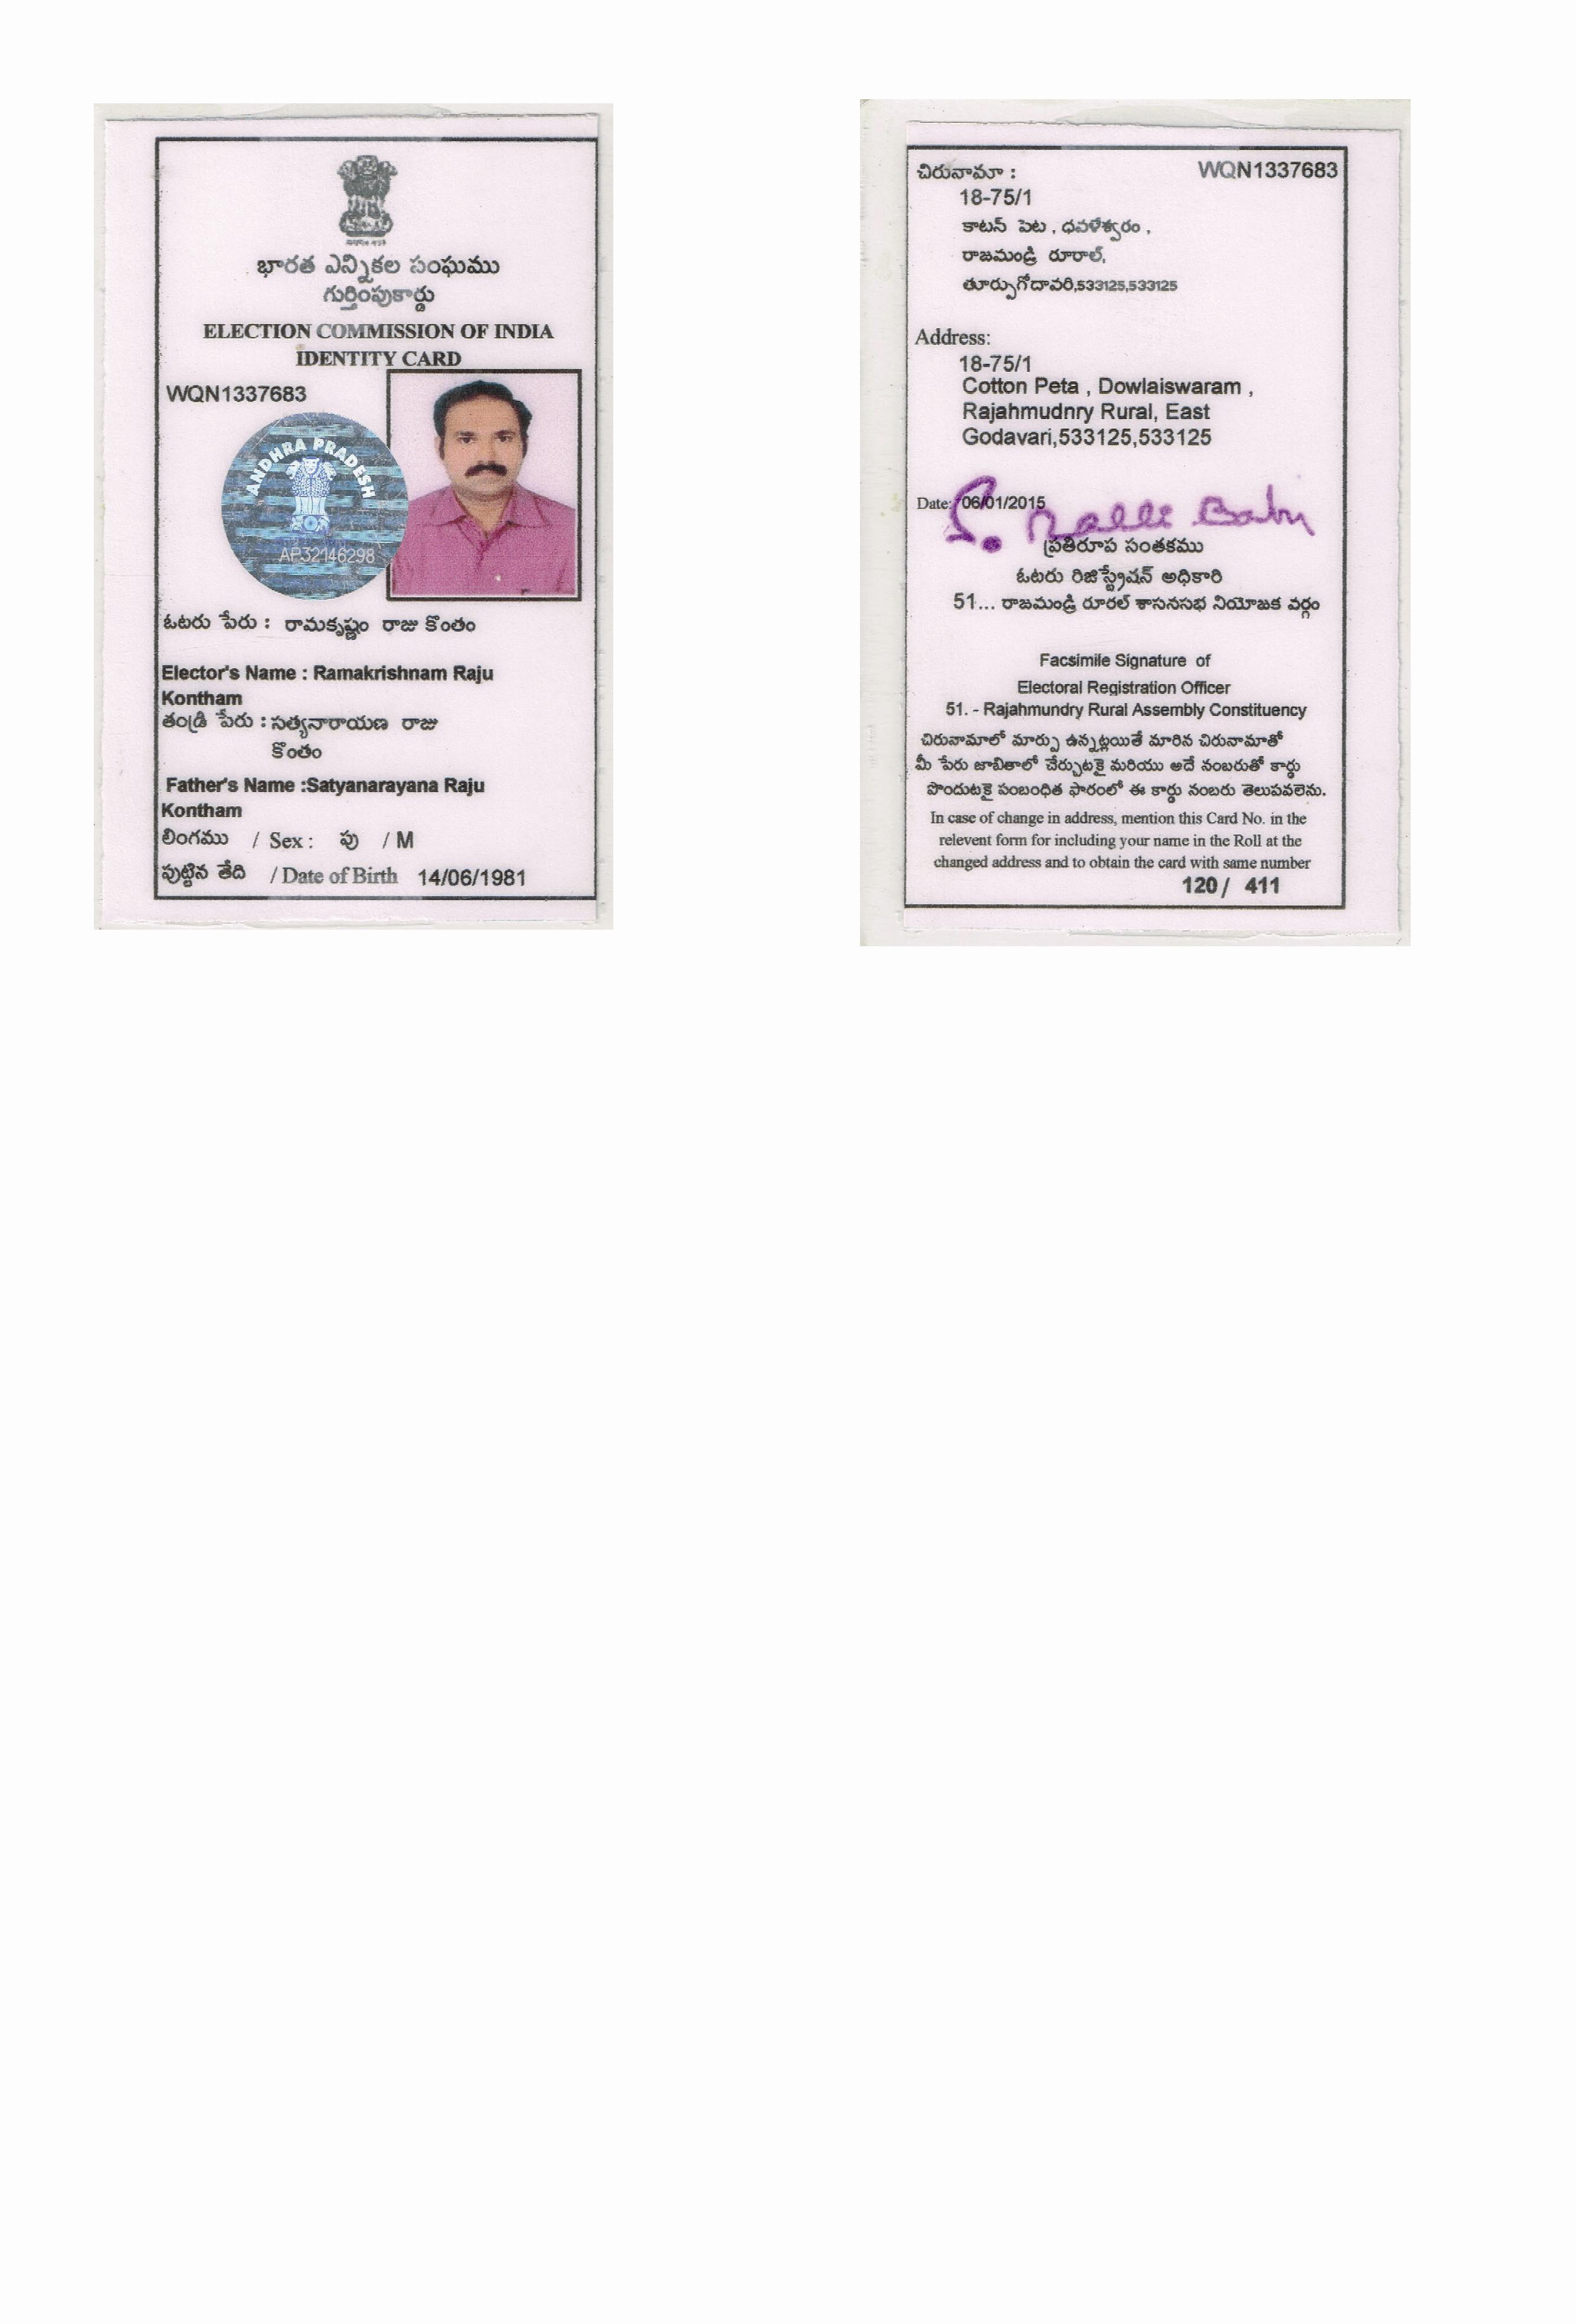 భారత ఎన్నికల సంఘము
గుర్తింపుకార్డు
ELECTION COMMISSION OF INDIA
IDENTITY CARD
WQN1337683
ANDHRA PRADESH
AP32146298
ఓటరు పేరు : రామకృష్ణం రాజు కొంతం
Elector's Name : Ramakrishnam Raju
Kontham
తండ్రి పేరు : సత్యనారాయణ రాజు
కొంతం
Father's Name :Satyanarayana Raju
Kontham
లింగము / Sex : పు / M
పుట్టిన తేది / Date of Birth 14/06/1981
చిరునామా : WQN1337683
18-75/1
కాటన్ పెట , ధవళేశ్వరం ,
రాజమండ్రి రూరాల్,
తూర్పుగోదావరి,533125,533125
Address:
18-75/1
Cotton Peta , Dowlaiswaram ,
Rajahmudnry Rural, East
Godavari,533125,533125
Date: 06/01/2015
ప్రతిరూప సంతకము
ఓటరు రిజిస్ట్రేషన్ అధికారి
51... రాజమండ్రి రూరల్ శాసనసభ నియోజక వర్గం
Facsimile Signature of
Electoral Registration Officer
51. - Rajahmundry Rural Assembly Constituency
చిరునామాలో మార్పు ఉన్నట్లయితే మారిన చిరునామాతో
మీ పేరు జాబితాలో చేర్చుటకై మరియు అదే నంబరుతో కార్డు
పొందుటకై సంబంధిత ఫారంలో ఈ కార్డు నంబరు తెలుపవలెను.
In case of change in address, mention this Card No. in the
relevent form for including your name in the Roll at the
changed address and to obtain the card with same number
120 / 411